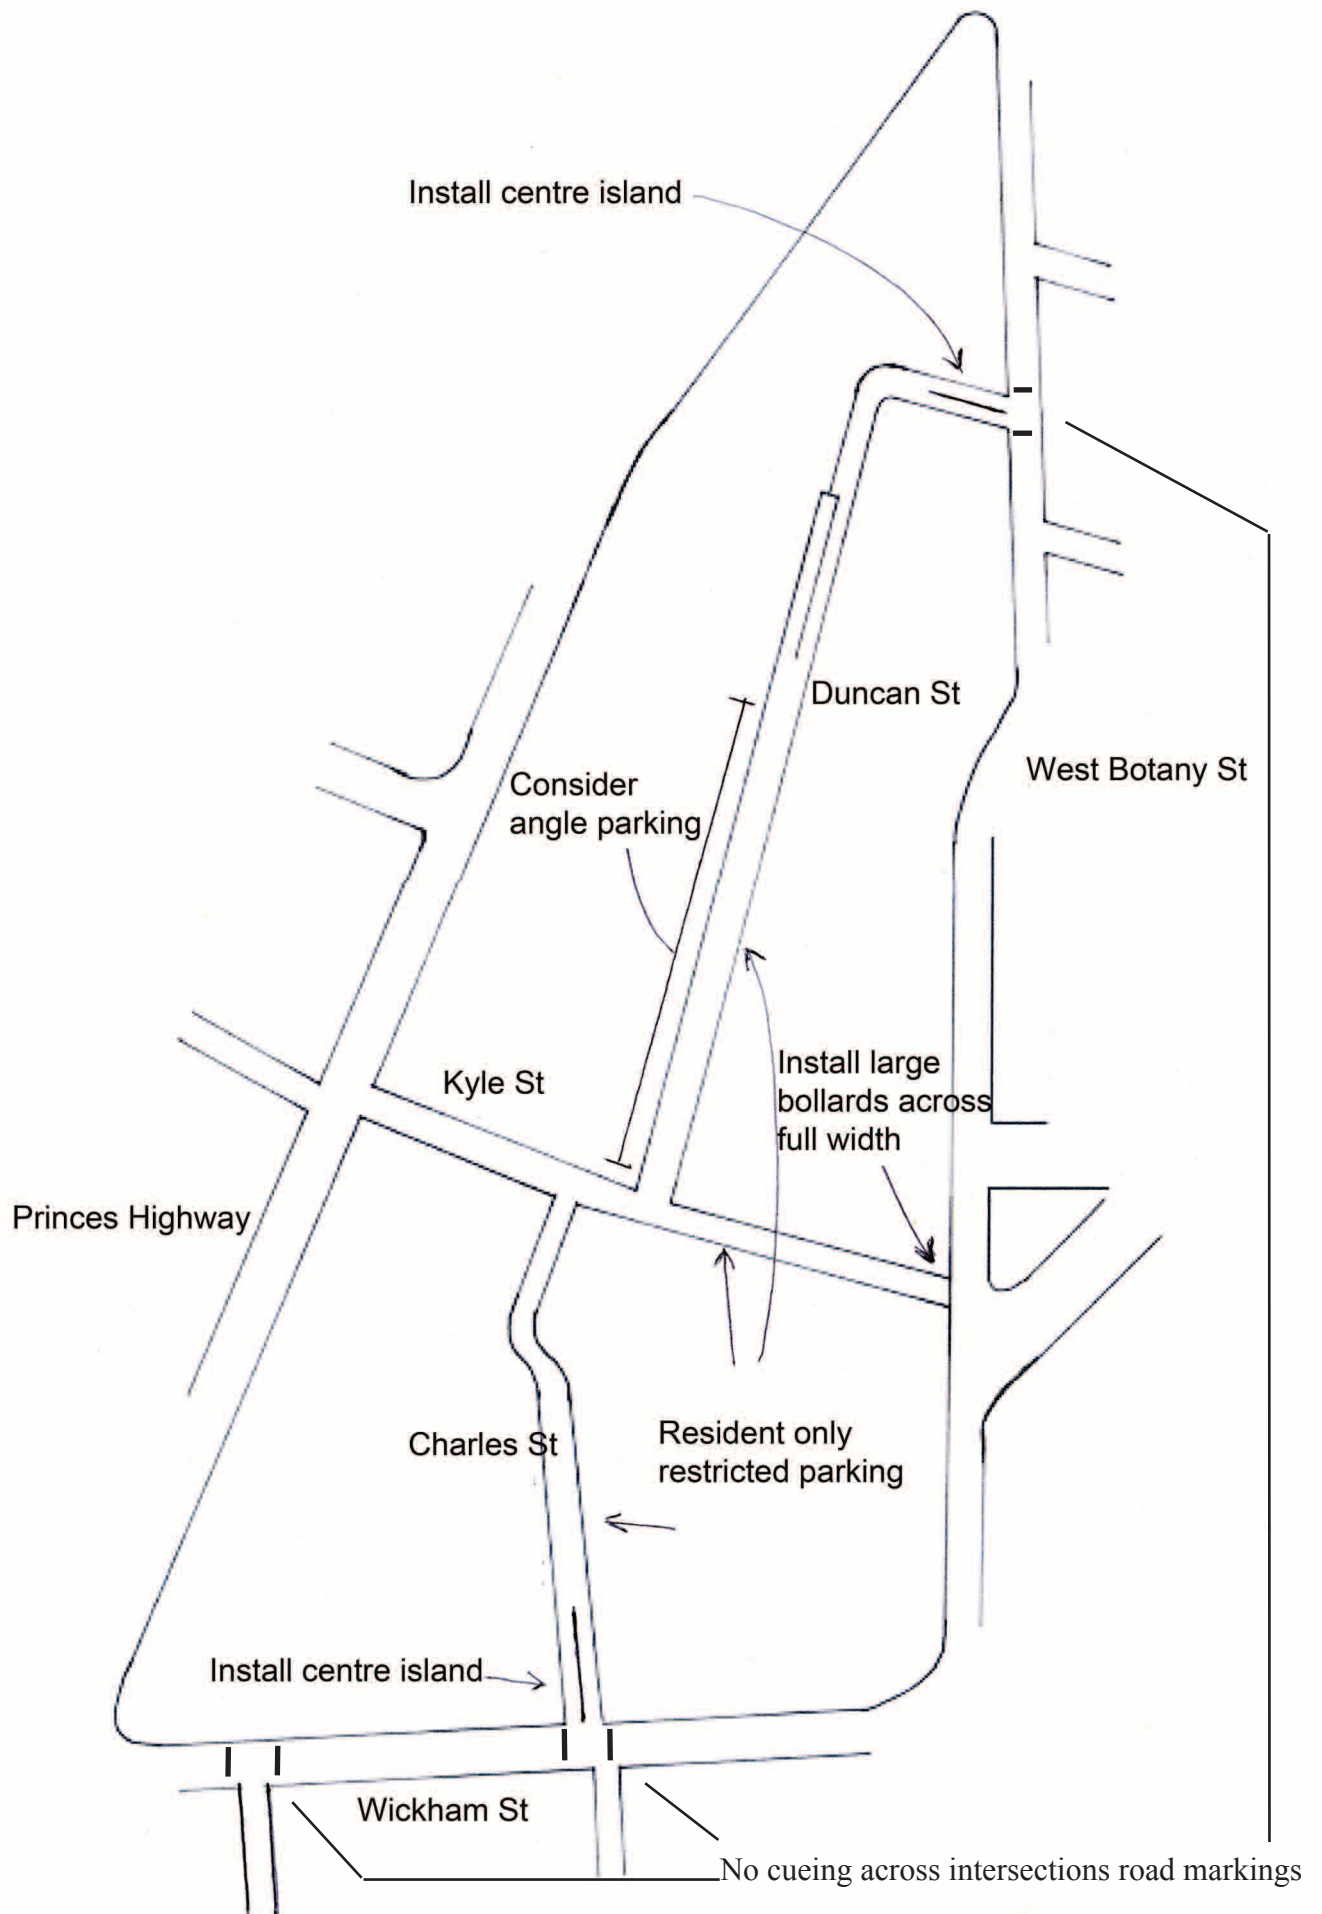 Install centre island
Duncan St
West Botany St
Consider
angle parking
Install large
bollards across
full width
Kyle St
Princes Highway
Charles St
Resident only
restricted parking
Install centre island
Wickham St
No cueing across intersections road markings